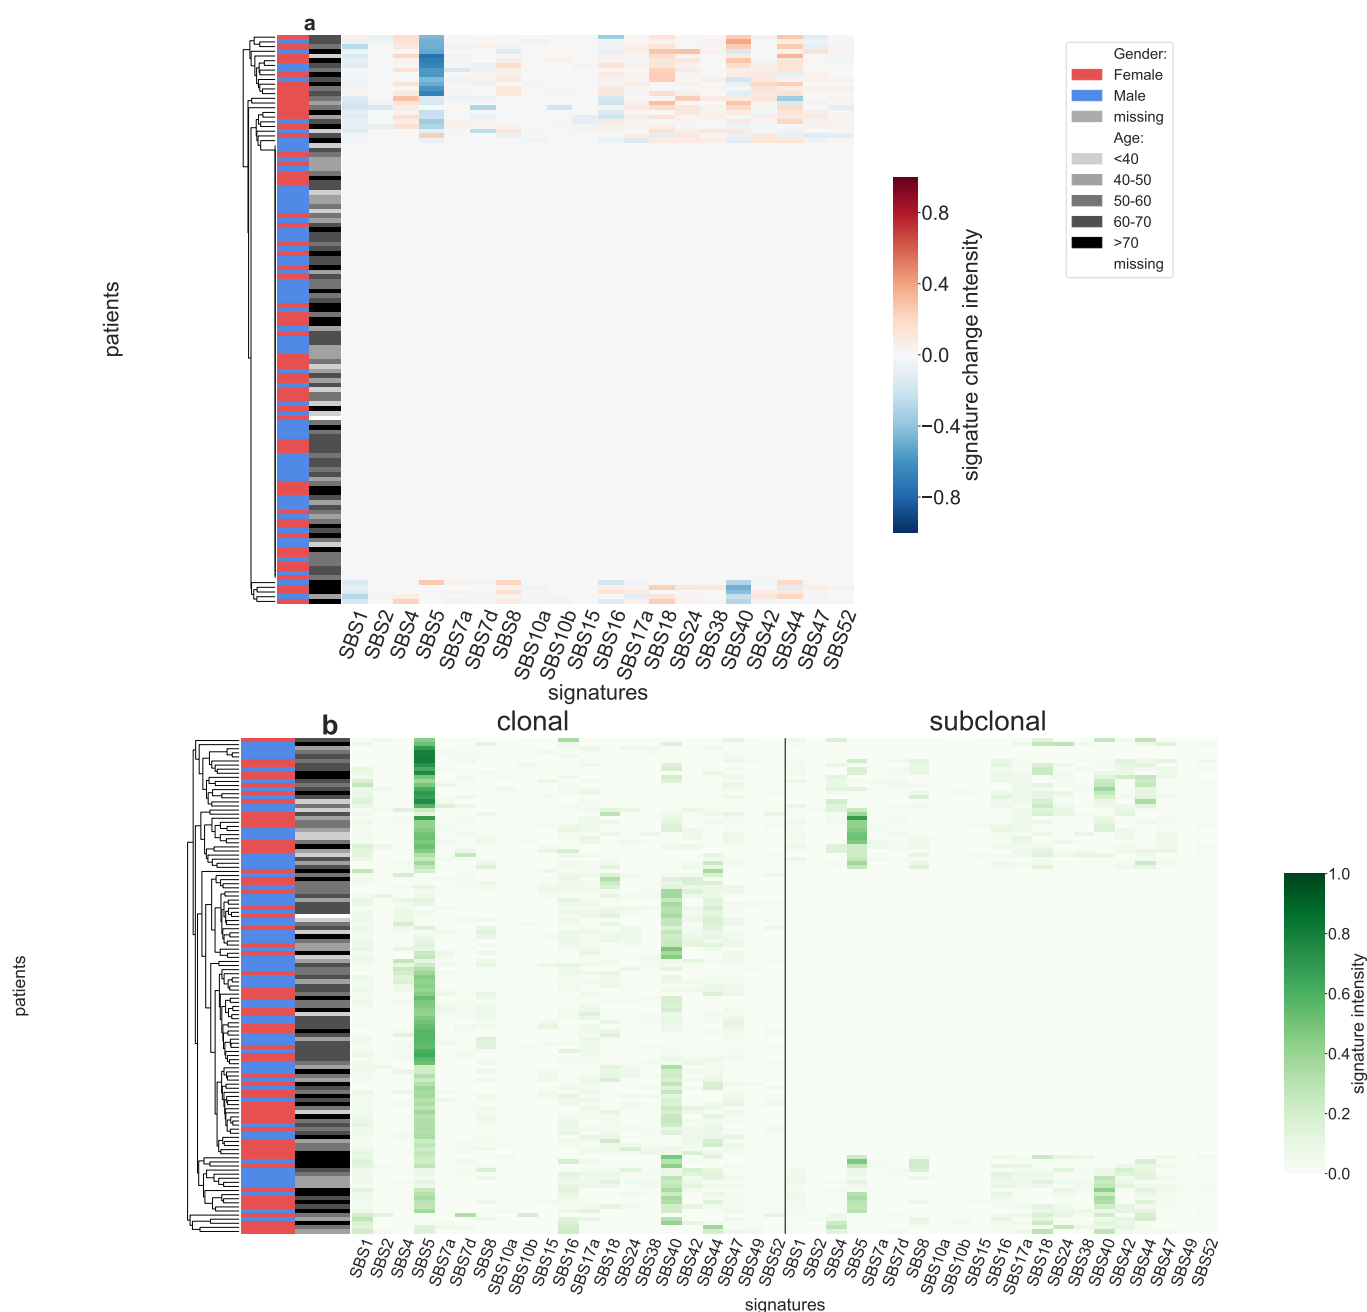 a
Gender:
Female
Male
missing
Age:
<40
40-50
50-60
60-70
>70
missing
patients
0.8
0.4
0.0
−0.4
−0.8
signature change intensity
SBS1 SBS2 SBS4 SBS5 SBS7a SBS7d SBS8 SBS10a SBS10b SBS15 SBS16 SBS17a SBS18 SBS24 SBS38 SBS40 SBS42 SBS44 SBS47 SBS52
signatures
b clonal subclonal
patients
1.0
0.8
0.6
0.4
0.2
0.0
signature intensity
SBS1 SBS2 SBS4 SBS5 SBS7a SBS7d SBS8 SBS10a SBS10b SBS15 SBS16 SBS17a SBS18 SBS24 SBS38 SBS40 SBS42 SBS44 SBS47 SBS49 SBS52 SBS1 SBS2 SBS4 SBS5 SBS7a SBS7d SBS8 SBS10a SBS10b SBS15 SBS16 SBS17a SBS18 SBS24 SBS38 SBS40 SBS42 SBS44 SBS47 SBS49 SBS52
signatures